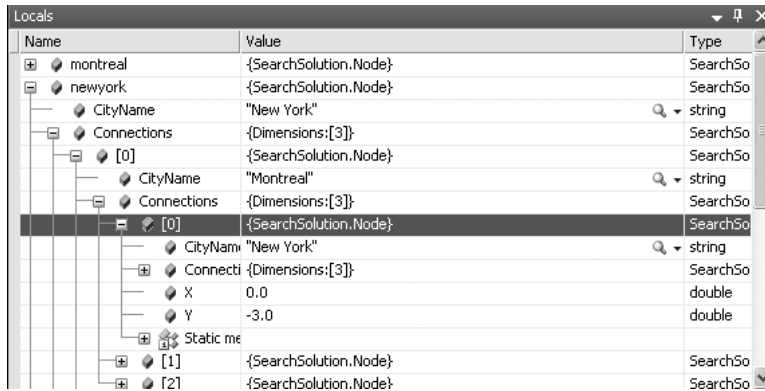 Locals
Name Value Type
montreal {SearchSolution.Node} SearchSo
newyork {SearchSolution.Node} SearchSo
CityName "New York" string
Connections {Dimensions:[3]} SearchSo
[0] {SearchSolution.Node} SearchSo
CityName "Montreal" string
Connections {Dimensions:[3]} SearchSo
[0] {SearchSolution.Node} SearchSo
CityNam "New York" string
Connecti {Dimensions:[3]} SearchSo
X 0.0 double
Y -3.0 double
Static me
[1] {SearchSolution.Node} SearchSo
[2] {SearchSolution.Node} SearchSo